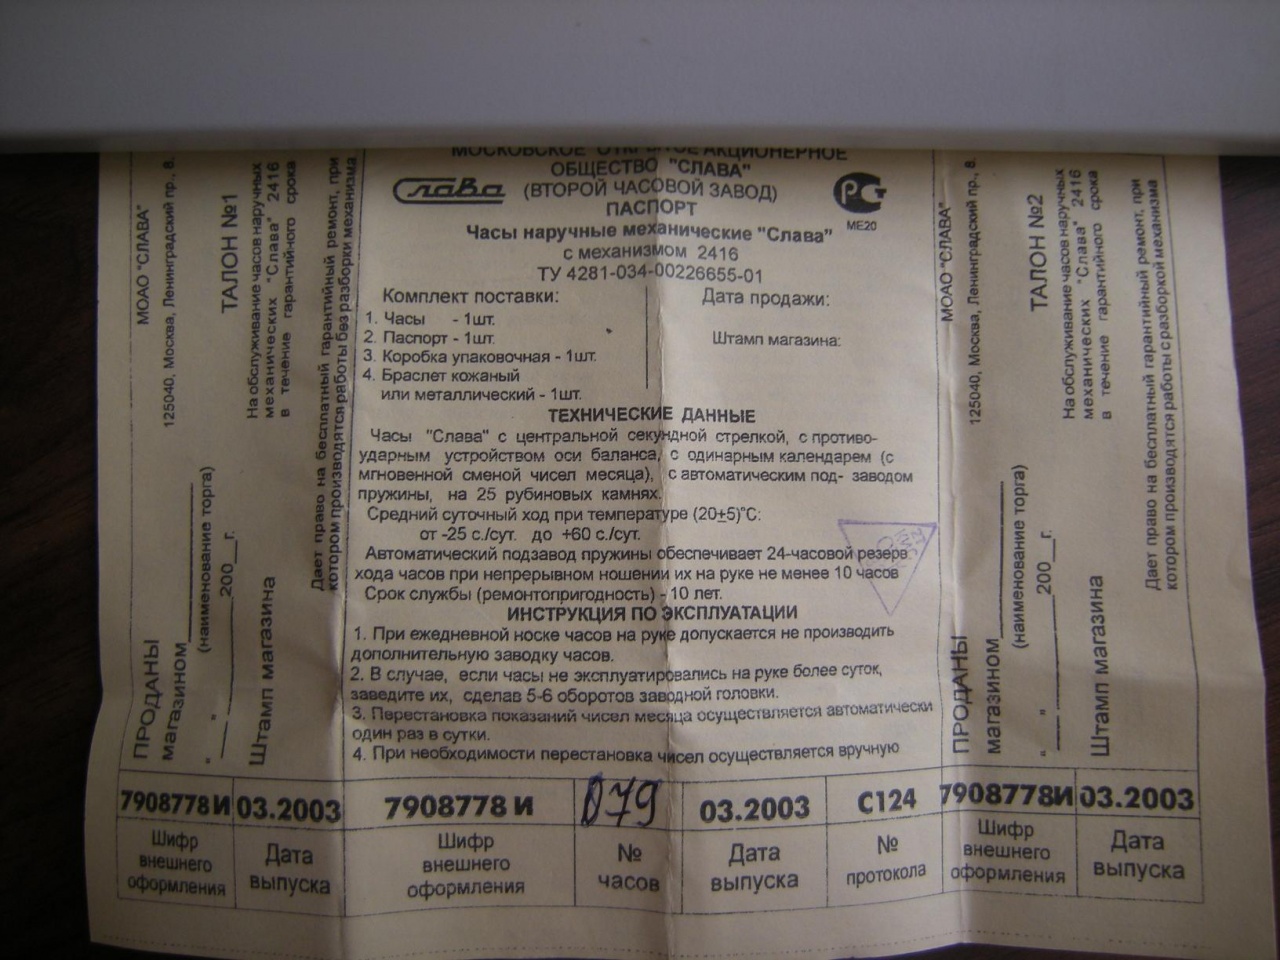 МОАО "СЛАВА"
125040, Москва, Ленинградский пр., 8.
ТАЛОН №1
На обслуживание часов наручных
механических "Слава" 2416
в течение гарантийного срока
Дает право на бесплатный гарантийный ремонт, при
котором производятся работы без разборки механизма
ПРОДАНЫ
магазином
(наименование торга)
" " 200 г.
Штамп магазина
7908778И 03.2003
Шифр внешнего оформления
Дата выпуска
МОСКОВСКОЕ ОТКРЫТОЕ АКЦИОНЕРНОЕ
ОБЩЕСТВО "СЛАВА"
Слава (ВТОРОЙ ЧАСОВОЙ ЗАВОД)
ПАСПОРТ
РСТ
МЕ20
Часы наручные механические "Слава"
с механизмом 2416
ТУ 4281-034-00226655-01
Комплект поставки:
1. Часы - 1шт.
2. Паспорт - 1шт.
3. Коробка упаковочная - 1шт.
4. Браслет кожаный
или металлический - 1шт.
Дата продажи:
Штамп магазина:
ТЕХНИЧЕСКИЕ ДАННЫЕ
Часы "Слава" с центральной секундной стрелкой, с противо-
ударным устройством оси баланса, с одинарным календарем (с
мгновенной сменой чисел месяца), с автоматическим под- заводом
пружины, на 25 рубиновых камнях.
Средний суточный ход при температуре (20±5)°С:
от -25 с./сут. до +60 с./сут.
Автоматический подзавод пружины обеспечивает 24-часовой резерв
хода часов при непрерывном ношении их на руке не менее 10 часов
Срок службы (ремонтопригодность) - 10 лет.
ИНСТРУКЦИЯ ПО ЭКСПЛУАТАЦИИ
1. При ежедневной носке часов на руке допускается не производить
дополнительную заводку часов.
2. В случае, если часы не эксплуатировались на руке более суток,
заведите их, сделав 5-6 оборотов заводной головки.
3. Перестановка показаний чисел месяца осуществляется автоматически
один раз в сутки.
4. При необходимости перестановка чисел осуществляется вручную
7908778 И 079 03.2003 С124
Шифр внешнего оформления
№ часов
Дата выпуска
№ протокола
МОАО "СЛАВА"
125040, Москва, Ленинградский пр., 8
ТАЛОН №2
На обслуживание часов наручных
механических "Слава" 2416
в течение гарантийного срока
Дает право на бесплатный гарантийный ремонт, при
котором производятся работы с разборкой механизма
ПРОДАНЫ
магазином
(наименование торга)
" " 200 г.
Штамп магазина
7908778И 03.2003
Шифр внешнего оформления
Дата выпуска